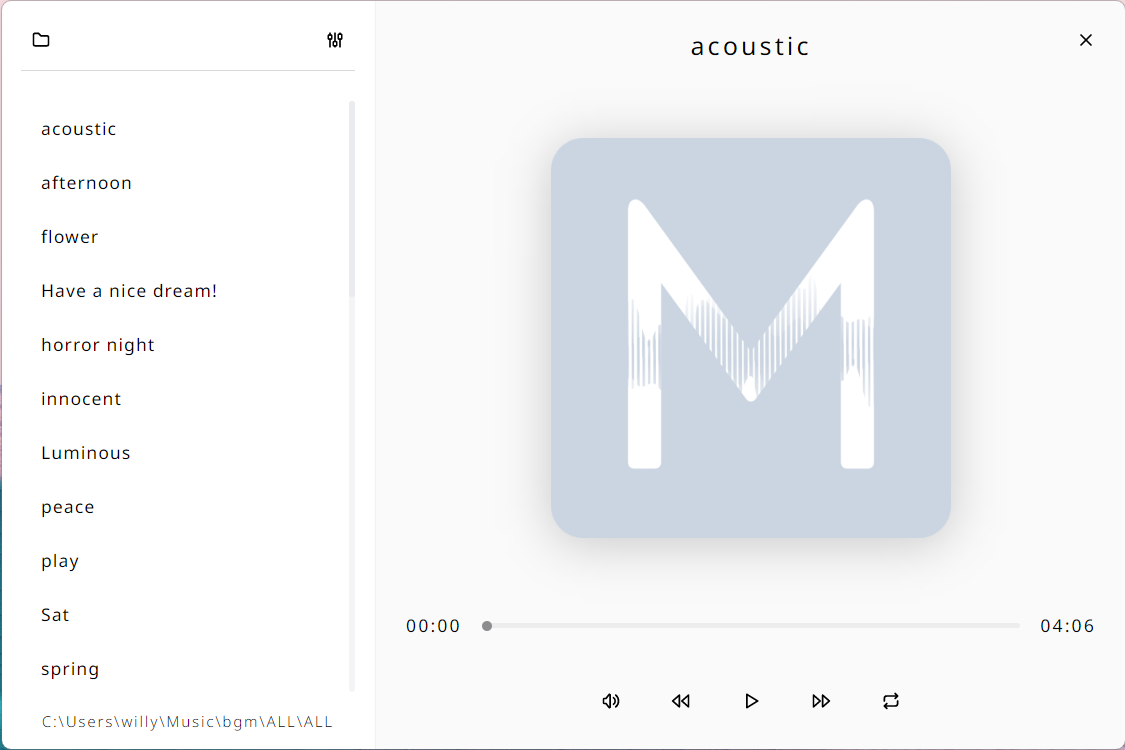 acoustic
acoustic
afternoon
flower
Have a nice dream!
horror night
innocent
Luminous
peace
play
Sat
spring
C:\Users\willy\Music\bgm\ALL\ALL
M
00:00
04:06